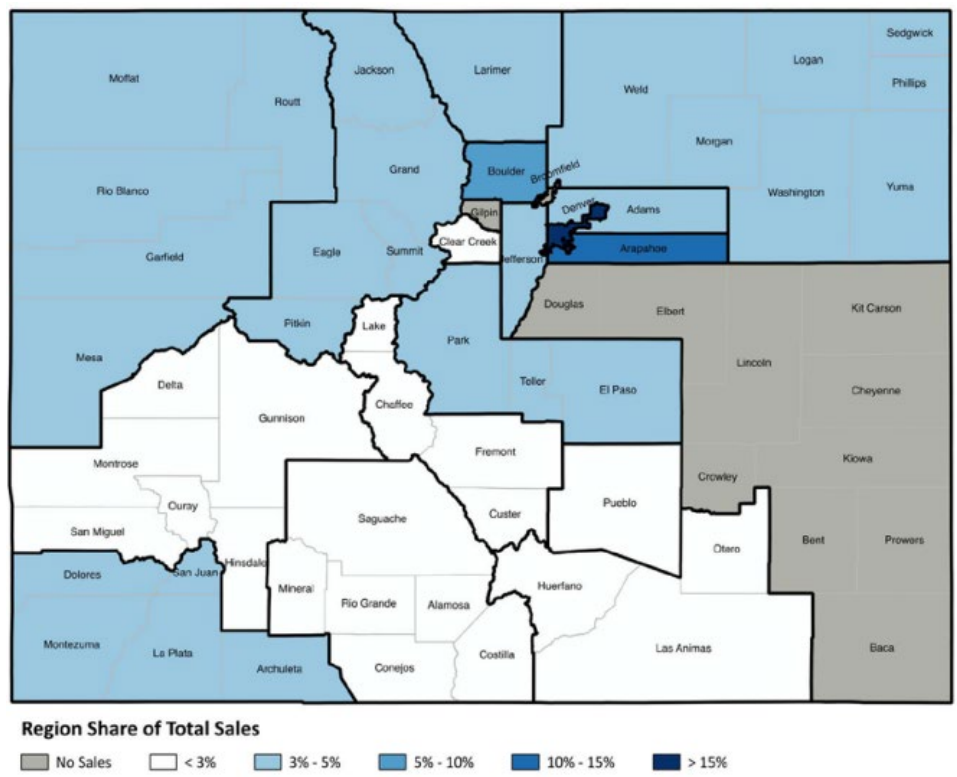 Sedgwick
Jackson
Larimer
Logan
Moffat
Phillips
Weld
Routt
Morgan
Grand
Boulder
Broomfield
Yuma
Rio Blanco
Washington
Denver
Adams
Gilpin
Clear Creek
Eagle
Summit
Arapahoe
Garfield
Jefferson
Douglas
Elbert
Kit Carson
Pitkin
Lake
Park
Mesa
Lincoln
Delta
Teller
El Paso
Cheyenne
Chaffee
Gunnison
Fremont
Kiowa
Montrose
Crowley
Pueblo
Ouray
Custer
Saguache
San Miguel
Otero
Bent
Prowers
Hinsdale
Dolores
San Juan
Mineral
Huerfano
Rio Grande
Alamosa
Montezuma
La Plata
Costilla
Las Animas
Baca
Archuleta
Conejos
Region Share of Total Sales
No Sales
< 3%
3% - 5%
5% - 10%
10% - 15%
> 15%